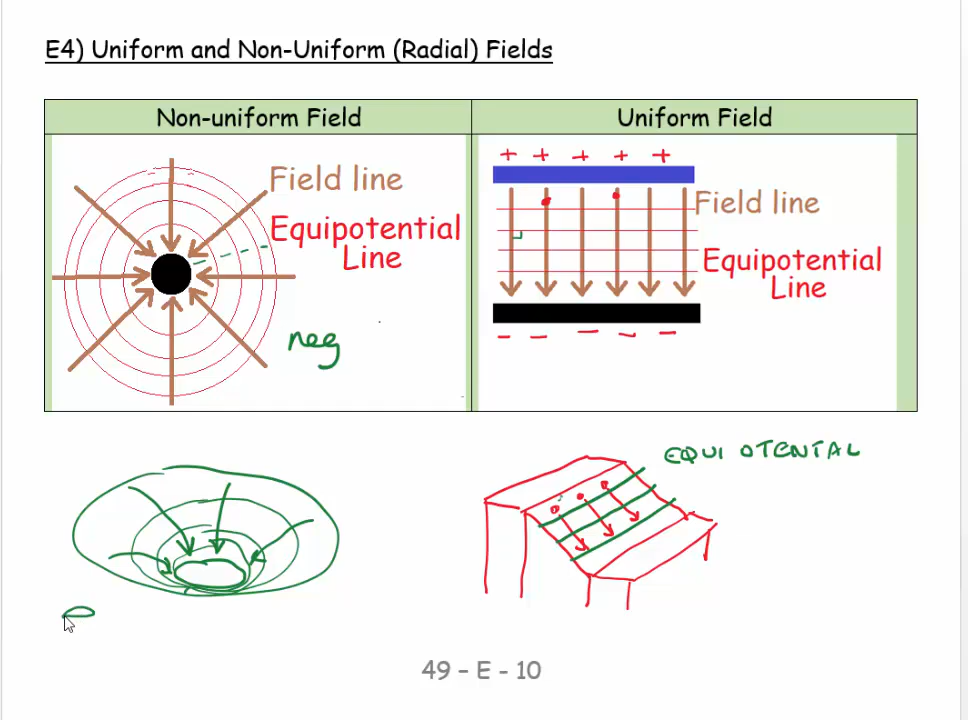 E4) Uniform and Non-Uniform (Radial) Fields
Non-uniform Field
Uniform Field
Field line
Equipotential
Line
neg
+ + + + +
Field line
Equipotential
Line
- - - - -
EQUI OTENTAL
49 – E - 10